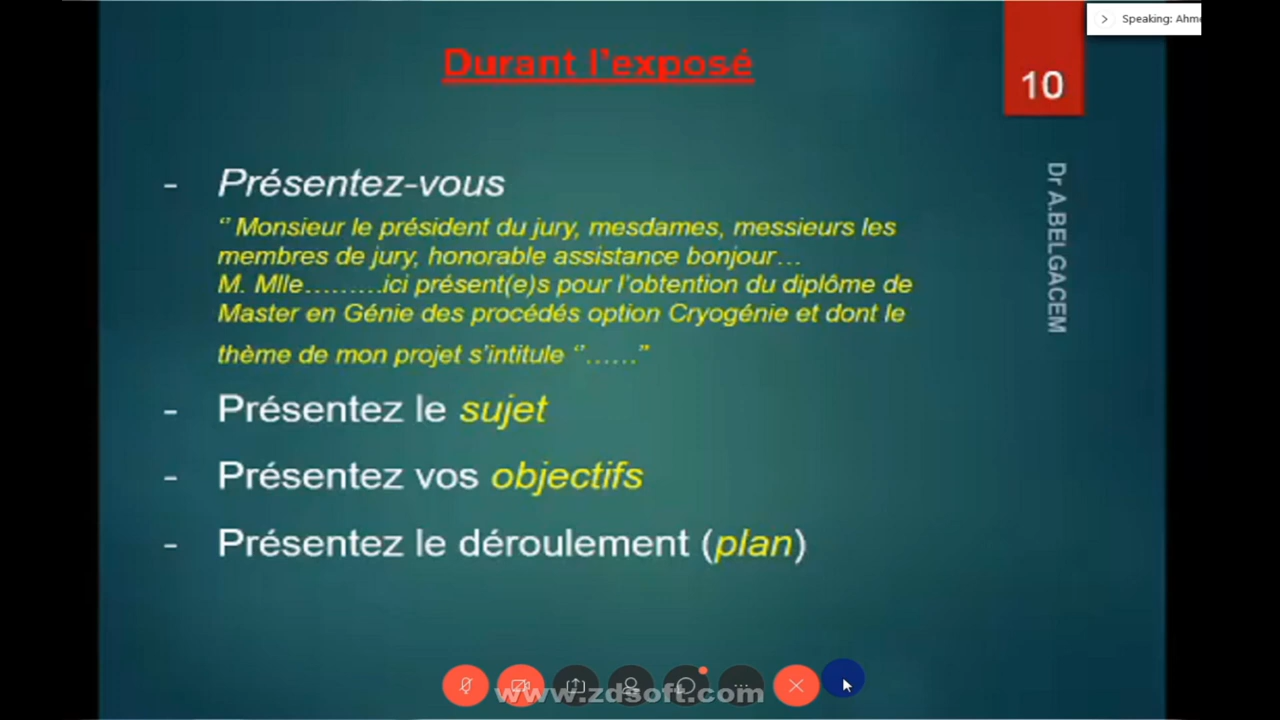 Speaking: Ahm
Durant l'exposé
10
Dr A.BELGACEM
- Présentez-vous
‘’ Monsieur le président du jury, mesdames, messieurs les
membres de jury, honorable assistance bonjour…
M. Mlle………ici présent(e)s pour l’obtention du diplôme de
Master en Génie des procédés option Cryogénie et dont le
thème de mon projet s’intitule ‘’……’’
- Présentez le sujet
- Présentez vos objectifs
- Présentez le déroulement (plan)
www.zdsoft.com